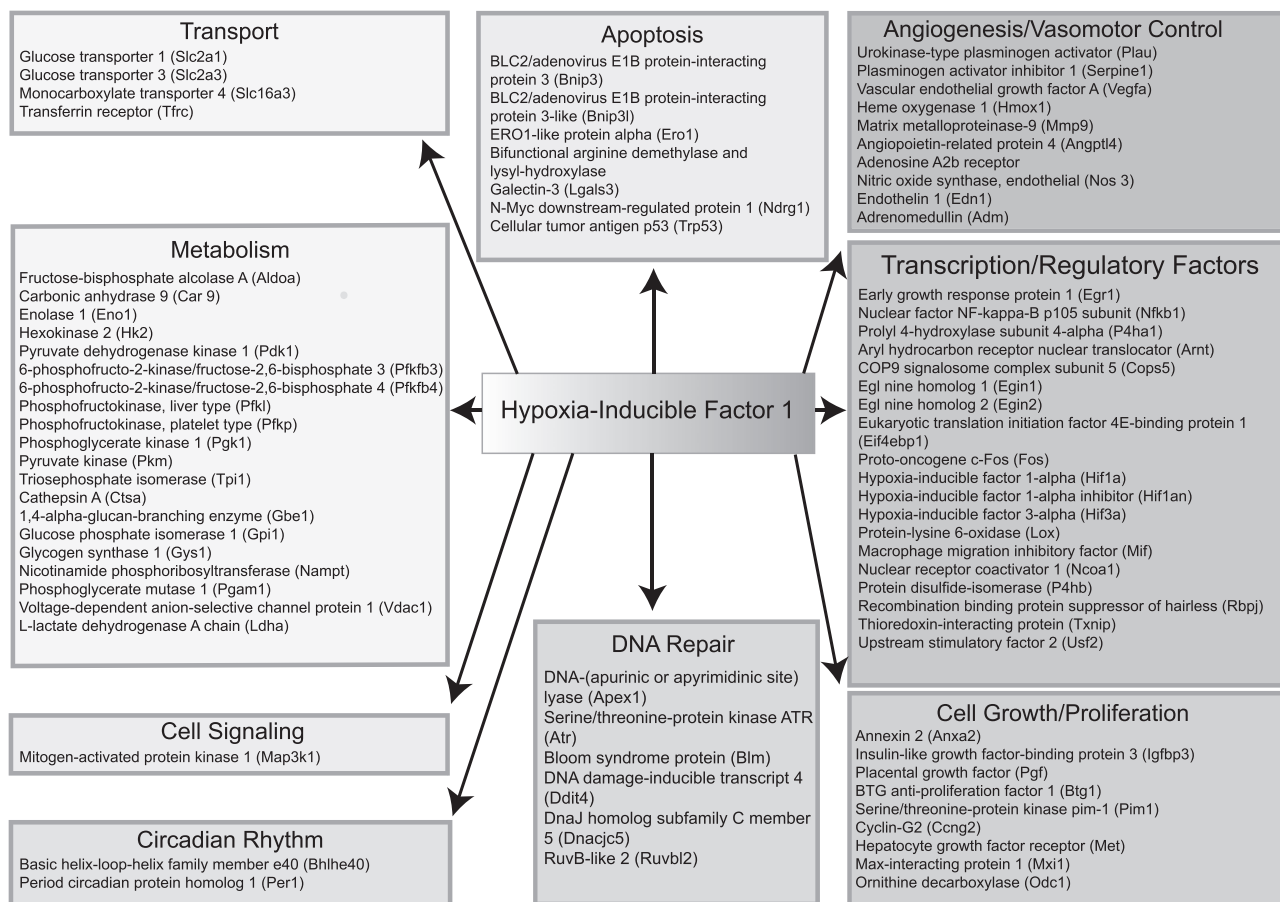 Transport
Glucose transporter 1 (Slc2a1)
Glucose transporter 3 (Slc2a3)
Monocarboxylate transporter 4 (Slc16a3)
Transferrin receptor (Tfrc)
Apoptosis
BLC2/adenovirus E1B protein-interacting
protein 3 (Bnip3)
BLC2/adenovirus E1B protein-interacting
protein 3-like (Bnip3l)
ERO1-like protein alpha (Ero1)
Bifunctional arginine demethylase and
lysyl-hydroxylase
Galectin-3 (Lgals3)
N-Myc downstream-regulated protein 1 (Ndrg1)
Cellular tumor antigen p53 (Trp53)
Angiogenesis/Vasomotor Control
Urokinase-type plasminogen activator (Plau)
Plasminogen activator inhibitor 1 (Serpine1)
Vascular endothelial growth factor A (Vegfa)
Heme oxygenase 1 (Hmox1)
Matrix metalloproteinase-9 (Mmp9)
Angiopoietin-related protein 4 (Angptl4)
Adenosine A2b receptor
Nitric oxide synthase, endothelial (Nos 3)
Endothelin 1 (Edn1)
Adrenomedullin (Adm)
Metabolism
Fructose-bisphosphate alcolase A (Aldoa)
Carbonic anhydrase 9 (Car 9)
Enolase 1 (Eno1)
Hexokinase 2 (Hk2)
Pyruvate dehydrogenase kinase 1 (Pdk1)
6-phosphofructo-2-kinase/fructose-2,6-bisphosphate 3 (Pfkfb3)
6-phosphofructo-2-kinase/fructose-2,6-bisphosphate 4 (Pfkfb4)
Phosphofructokinase, liver type (Pfkl)
Phosphofructokinase, platelet type (Pfkp)
Phosphoglycerate kinase 1 (Pgk1)
Pyruvate kinase (Pkm)
Triosephosphate isomerase (Tpi1)
Cathepsin A (Ctsa)
1,4-alpha-glucan-branching enzyme (Gbe1)
Glucose phosphate isomerase 1 (Gpi1)
Glycogen synthase 1 (Gys1)
Nicotinamide phosphoribosyltransferase (Nampt)
Phosphoglycerate mutase 1 (Pgam1)
Voltage-dependent anion-selective channel protein 1 (Vdac1)
L-lactate dehydrogenase A chain (Ldha)
Hypoxia-Inducible Factor 1
Transcription/Regulatory Factors
Early growth response protein 1 (Egr1)
Nuclear factor NF-kappa-B p105 subunit (Nfkb1)
Prolyl 4-hydroxylase subunit 4-alpha (P4ha1)
Aryl hydrocarbon receptor nuclear translocator (Arnt)
COP9 signalosome complex subunit 5 (Cops5)
Egl nine homolog 1 (Egin1)
Egl nine homolog 2 (Egin2)
Eukaryotic translation initiation factor 4E-binding protein 1
(Eif4ebp1)
Proto-oncogene c-Fos (Fos)
Hypoxia-inducible factor 1-alpha (Hif1a)
Hypoxia-inducible factor 1-alpha inhibitor (Hif1an)
Hypoxia-inducible factor 3-alpha (Hif3a)
Protein-lysine 6-oxidase (Lox)
Macrophage migration inhibitory factor (Mif)
Nuclear receptor coactivator 1 (Ncoa1)
Protein disulfide-isomerase (P4hb)
Recombination binding protein suppressor of hairless (Rbpj)
Thioredoxin-interacting protein (Txnip)
Upstream stimulatory factor 2 (Usf2)
Cell Signaling
Mitogen-activated protein kinase 1 (Map3k1)
Circadian Rhythm
Basic helix-loop-helix family member e40 (Bhlhe40)
Period circadian protein homolog 1 (Per1)
DNA Repair
DNA-(apurinic or apyrimidinic site)
lyase (Apex1)
Serine/threonine-protein kinase ATR
(Atr)
Bloom syndrome protein (Blm)
DNA damage-inducible transcript 4
(Ddit4)
DnaJ homolog subfamily C member
5 (Dnacjc5)
RuvB-like 2 (Ruvbl2)
Cell Growth/Proliferation
Annexin 2 (Anxa2)
Insulin-like growth factor-binding protein 3 (Igfbp3)
Placental growth factor (Pgf)
BTG anti-proliferation factor 1 (Btg1)
Serine/threonine-protein kinase pim-1 (Pim1)
Cyclin-G2 (Ccng2)
Hepatocyte growth factor receptor (Met)
Max-interacting protein 1 (Mxi1)
Ornithine decarboxylase (Odc1)